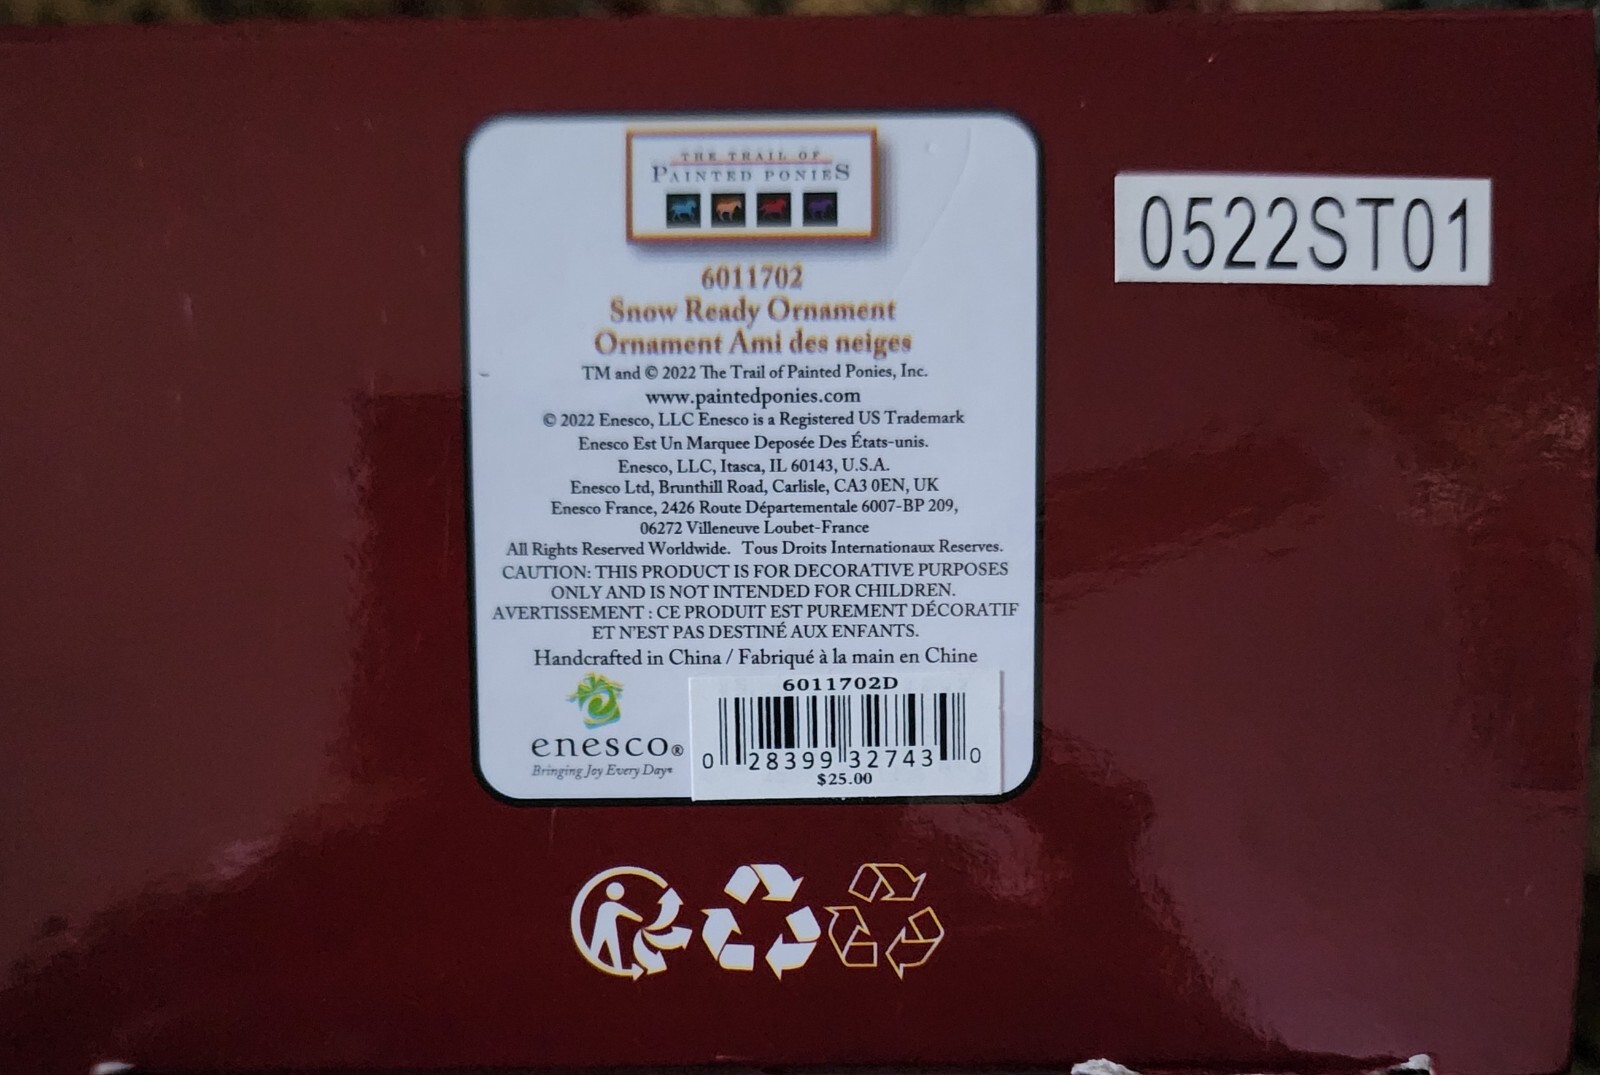 THE TRAIL OF
PAINTED PONIES
0522ST01
6011702
Snow Ready Ornament
Ornament Ami des neiges
TM and © 2022 The Trail of Painted Ponies, Inc.
www.paintedponies.com
© 2022 Enesco, LLC Enesco is a Registered US Trademark
Enesco Est Un Marquee Deposée Des États-unis.
Enesco, LLC, Itasca, IL 60143, U.S.A.
Enesco Ltd, Brunthill Road, Carlisle, CA3 0EN, UK
Enesco France, 2426 Route Départementale 6007-BP 209,
06272 Villeneuve Loubet-France
All Rights Reserved Worldwide. Tous Droits Internationaux Reserves.
CAUTION: THIS PRODUCT IS FOR DECORATIVE PURPOSES
ONLY AND IS NOT INTENDED FOR CHILDREN.
AVERTISSEMENT : CE PRODUIT EST PUREMENT DÉCORATIF
ET N'EST PAS DESTINÉ AUX ENFANTS.
Handcrafted in China / Fabriqué à la main en Chine
6011702D
enesco®
Bringing Joy Every Day®
0 28399 32743 0
$25.00